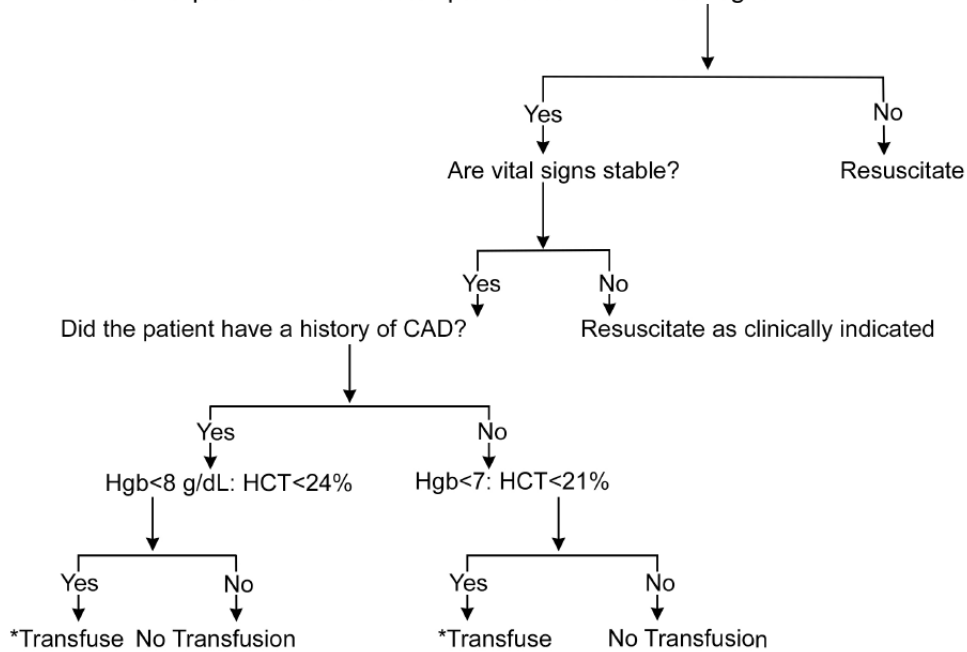 Yes
No
Are vital signs stable?
Resuscitate
Yes
No
Did the patient have a history of CAD?
Resuscitate as clinically indicated
Yes
No
Hgb<8 g/dL: HCT<24%
Hgb<7: HCT<21%
Yes
No
Yes
No
*Transfuse
No Transfusion
*Transfuse
No Transfusion